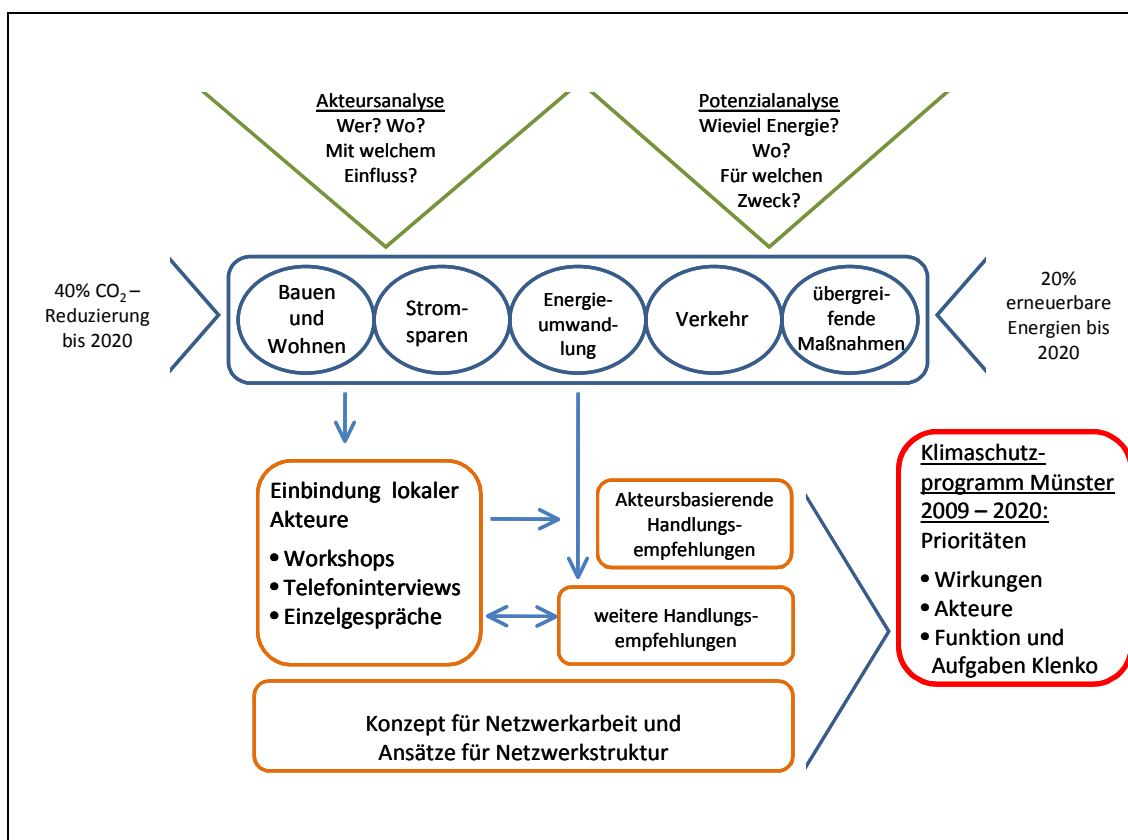 Akteursanalyse
Wer? Wo?
Mit welchem
Einfluss?
Potenzialanalyse
Wieviel Energie?
Wo?
Für welchen
Zweck?
40% CO₂ –
Reduzierung
bis 2020
Bauen
und
Wohnen
Strom-
sparen
Energie-
umwand-
lung
Verkehr
übergrei-
fende
Maßnahmen
20%
erneuerbare
Energien bis
2020
Einbindung lokaler
Akteure
• Workshops
• Telefoninterviews
• Einzelgespräche
Akteursbasierende
Handlungs-
empfehlungen
weitere Handlungs-
empfehlungen
Konzept für Netzwerkarbeit und
Ansätze für Netzwerkstruktur
Klimaschutz-
programm Münster
2009 – 2020:
Prioritäten
• Wirkungen
• Akteure
• Funktion und
Aufgaben Klenko